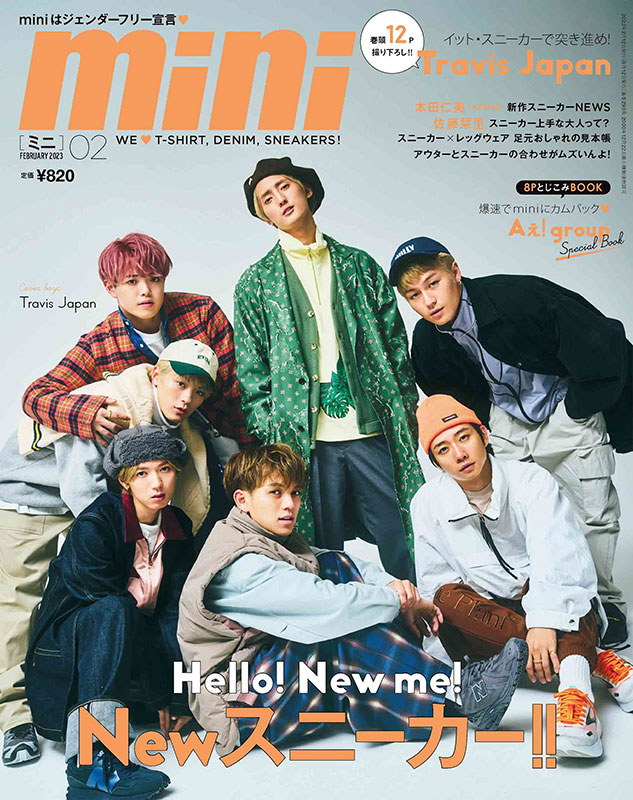 miniはジェンダーフリー宣言♥
mini
[ミニ]
FEBRUARY 2023
02
WE ♥ T-SHIRT, DENIM, SNEAKERS!
定価 ¥820
巻頭 12P
撮り下ろし!!
イット・スニーカーで突き進め!
Travis Japan
本田仁美
新作スニーカーNEWS
佐藤栞里 スニーカー上手な大人って?
スニーカー×レッグウェア 足元おしゃれの見本帳
アウターとスニーカーの合わせがムズいんよ!
8PとじこみBOOK
爆速でminiにカムバック♥
Aぇ! group
Special Book
Cover boys
Travis Japan
Hello! New me!
Newスニーカー!!